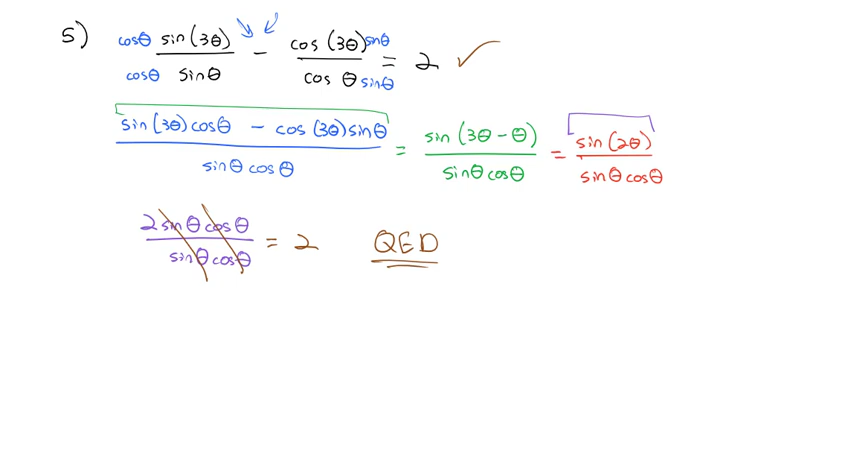 5) cosθ sin(3θ) / cosθ sinθ − cos(3θ) sinθ / cos θ sinθ = 2 ✓
sin(3θ)cosθ − cos(3θ)sinθ / sinθ cosθ = sin(3θ − θ) / sinθ cosθ = sin(2θ) / sinθ cosθ
2 sinθ cosθ / sinθ cosθ = 2 QED